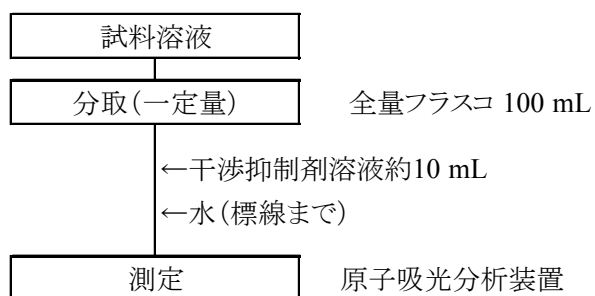 試料溶液
分取(一定量) 全量フラスコ 100 mL
←干渉抑制剤溶液約10 mL
←水(標線まで)
測定 原子吸光分析装置